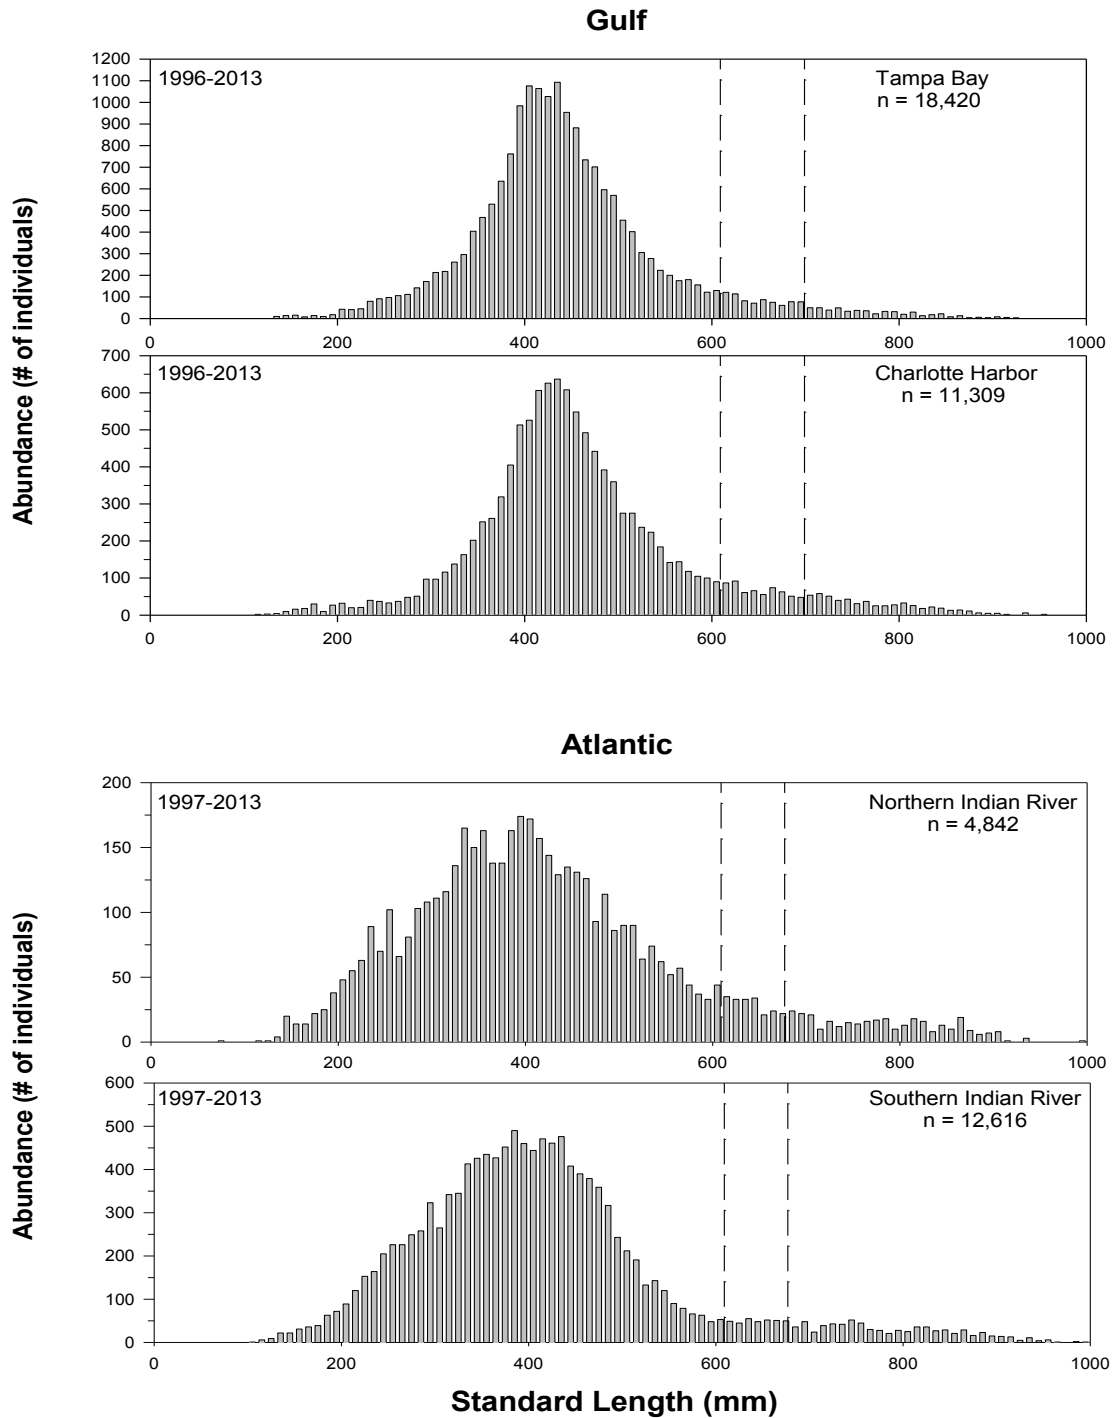 Gulf
Abundance (# of individuals)
1200
1100
1000
900
800
700
600
500
400
300
200
100
0
1996-2013
Tampa Bay
n = 18,420
0 200 400 600 800 1000
700
600
500
400
300
200
100
0
1996-2013
Charlotte Harbor
n = 11,309
0 200 400 600 800 1000
Atlantic
Abundance (# of individuals)
200
150
100
50
0
1997-2013
Northern Indian River
n = 4,842
0 200 400 600 800 1000
600
500
400
300
200
100
0
1997-2013
Southern Indian River
n = 12,616
0 200 400 600 800 1000
Standard Length (mm)